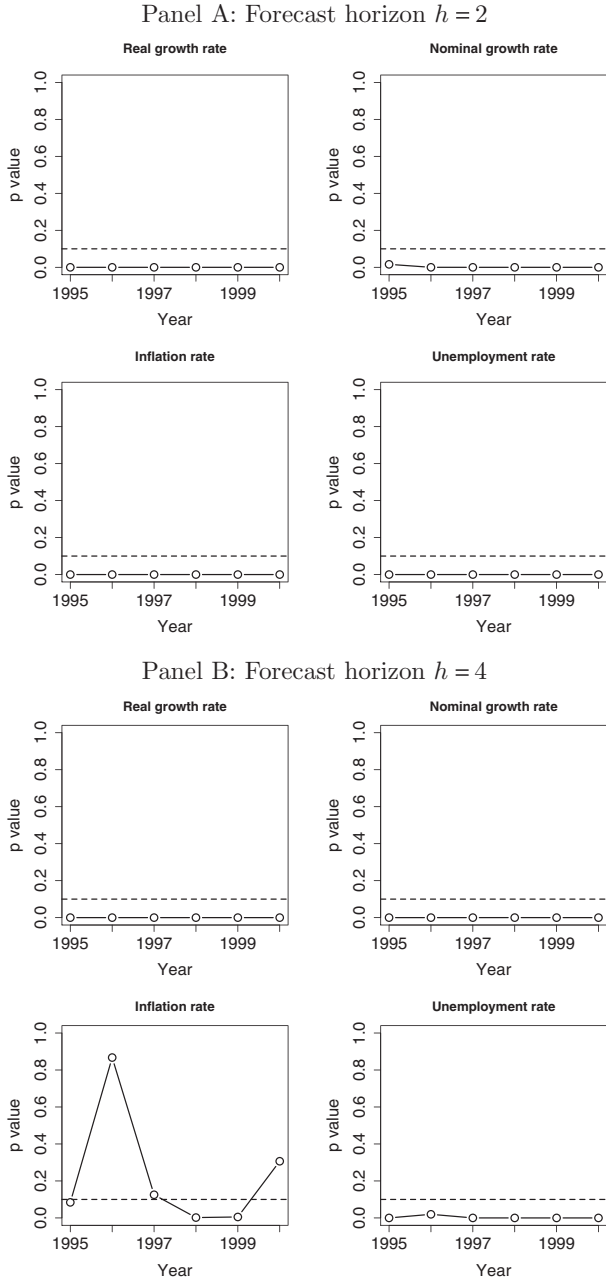 Panel A: Forecast horizon h = 2
Real growth rate
p value
1.0
0.8
0.6
0.4
0.2
0.0
1995 1997 1999
Year
Nominal growth rate
p value
1.0
0.8
0.6
0.4
0.2
0.0
1995 1997 1999
Year
Inflation rate
p value
1.0
0.8
0.6
0.4
0.2
0.0
1995 1997 1999
Year
Unemployment rate
p value
1.0
0.8
0.6
0.4
0.2
0.0
1995 1997 1999
Year
Panel B: Forecast horizon h = 4
Real growth rate
p value
1.0
0.8
0.6
0.4
0.2
0.0
1995 1997 1999
Year
Nominal growth rate
p value
1.0
0.8
0.6
0.4
0.2
0.0
1995 1997 1999
Year
Inflation rate
p value
1.0
0.8
0.6
0.4
0.2
0.0
1995 1997 1999
Year
Unemployment rate
p value
1.0
0.8
0.6
0.4
0.2
0.0
1995 1997 1999
Year